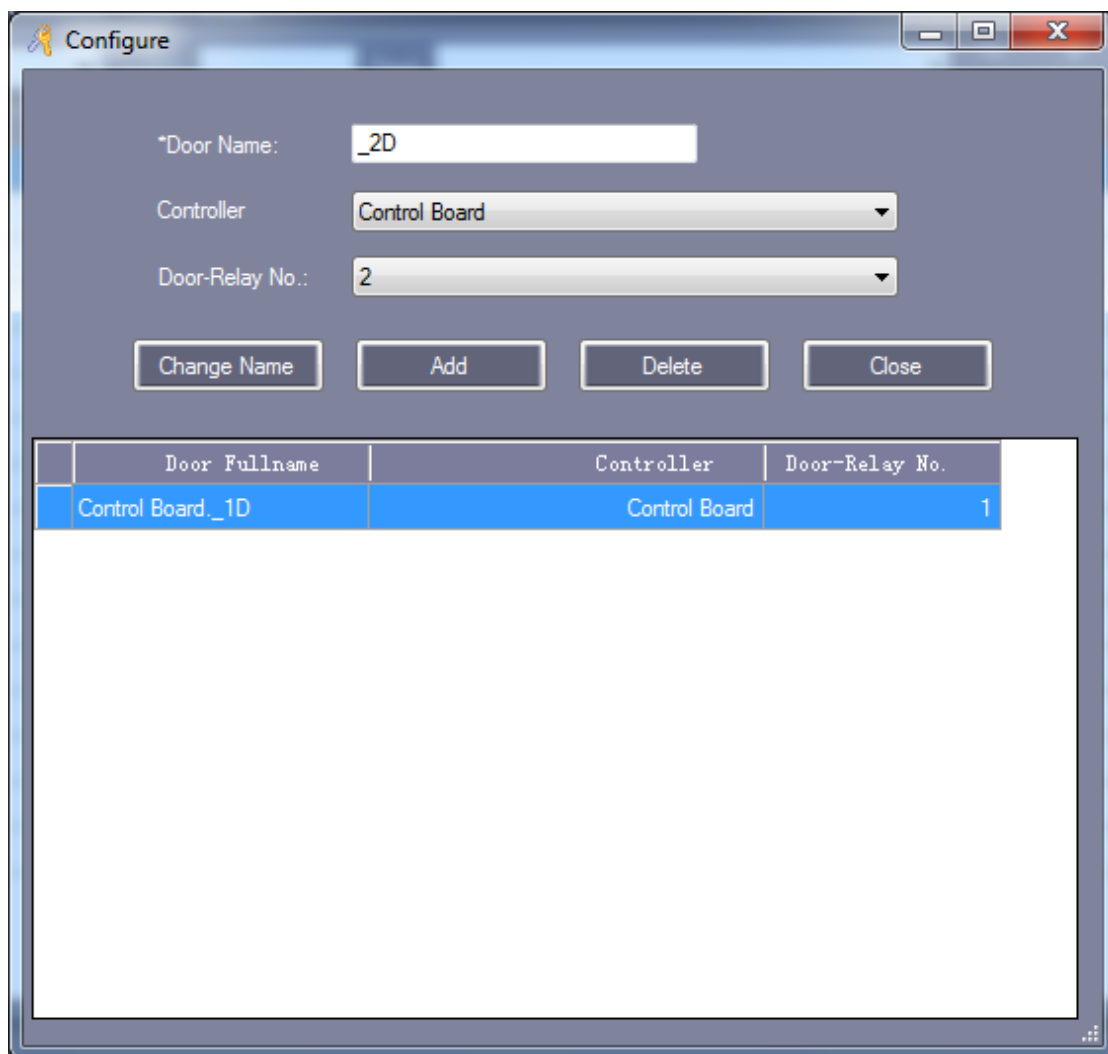 Configure
*Door Name: _2D
Controller Control Board
Door-Relay No.: 2
Change Name Add Delete Close
Door Fullname Controller Door-Relay No.
Control Board._1D Control Board 1